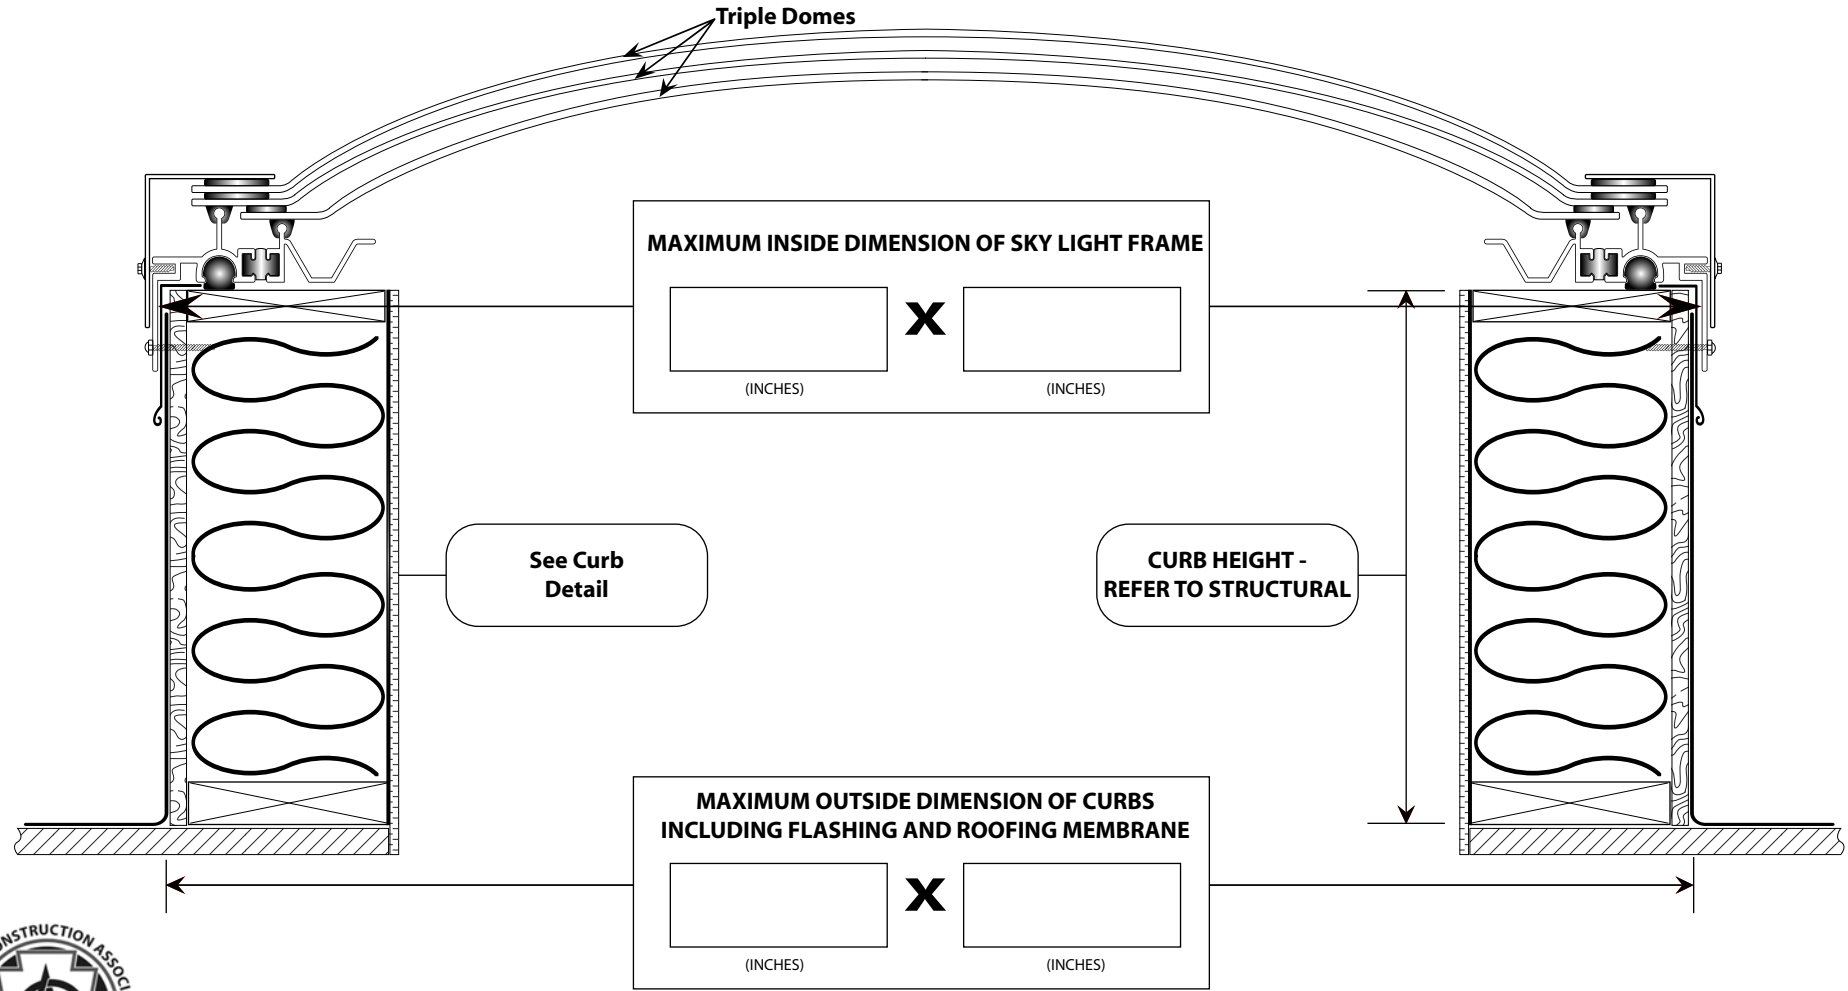 Triple Domes
MAXIMUM INSIDE DIMENSION OF SKY LIGHT FRAME
X
(INCHES) (INCHES)
See Curb
Detail
CURB HEIGHT -
REFER TO STRUCTURAL
MAXIMUM OUTSIDE DIMENSION OF CURBS
INCLUDING FLASHING AND ROOFING MEMBRANE
X
(INCHES) (INCHES)